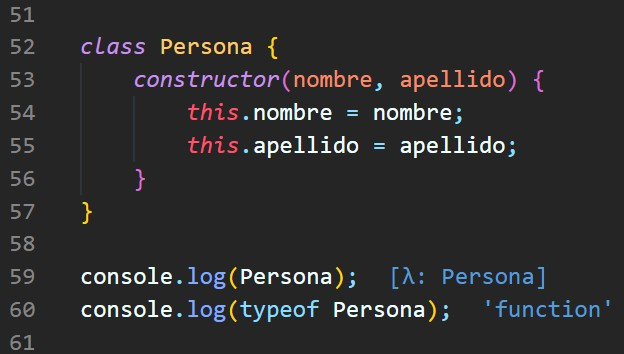 51
52 class Persona {
53     constructor(nombre, apellido) {
54         this.nombre = nombre;
55         this.apellido = apellido;
56     }
57 }
58
59 console.log(Persona);  [λ: Persona]
60 console.log(typeof Persona);  'function'
61